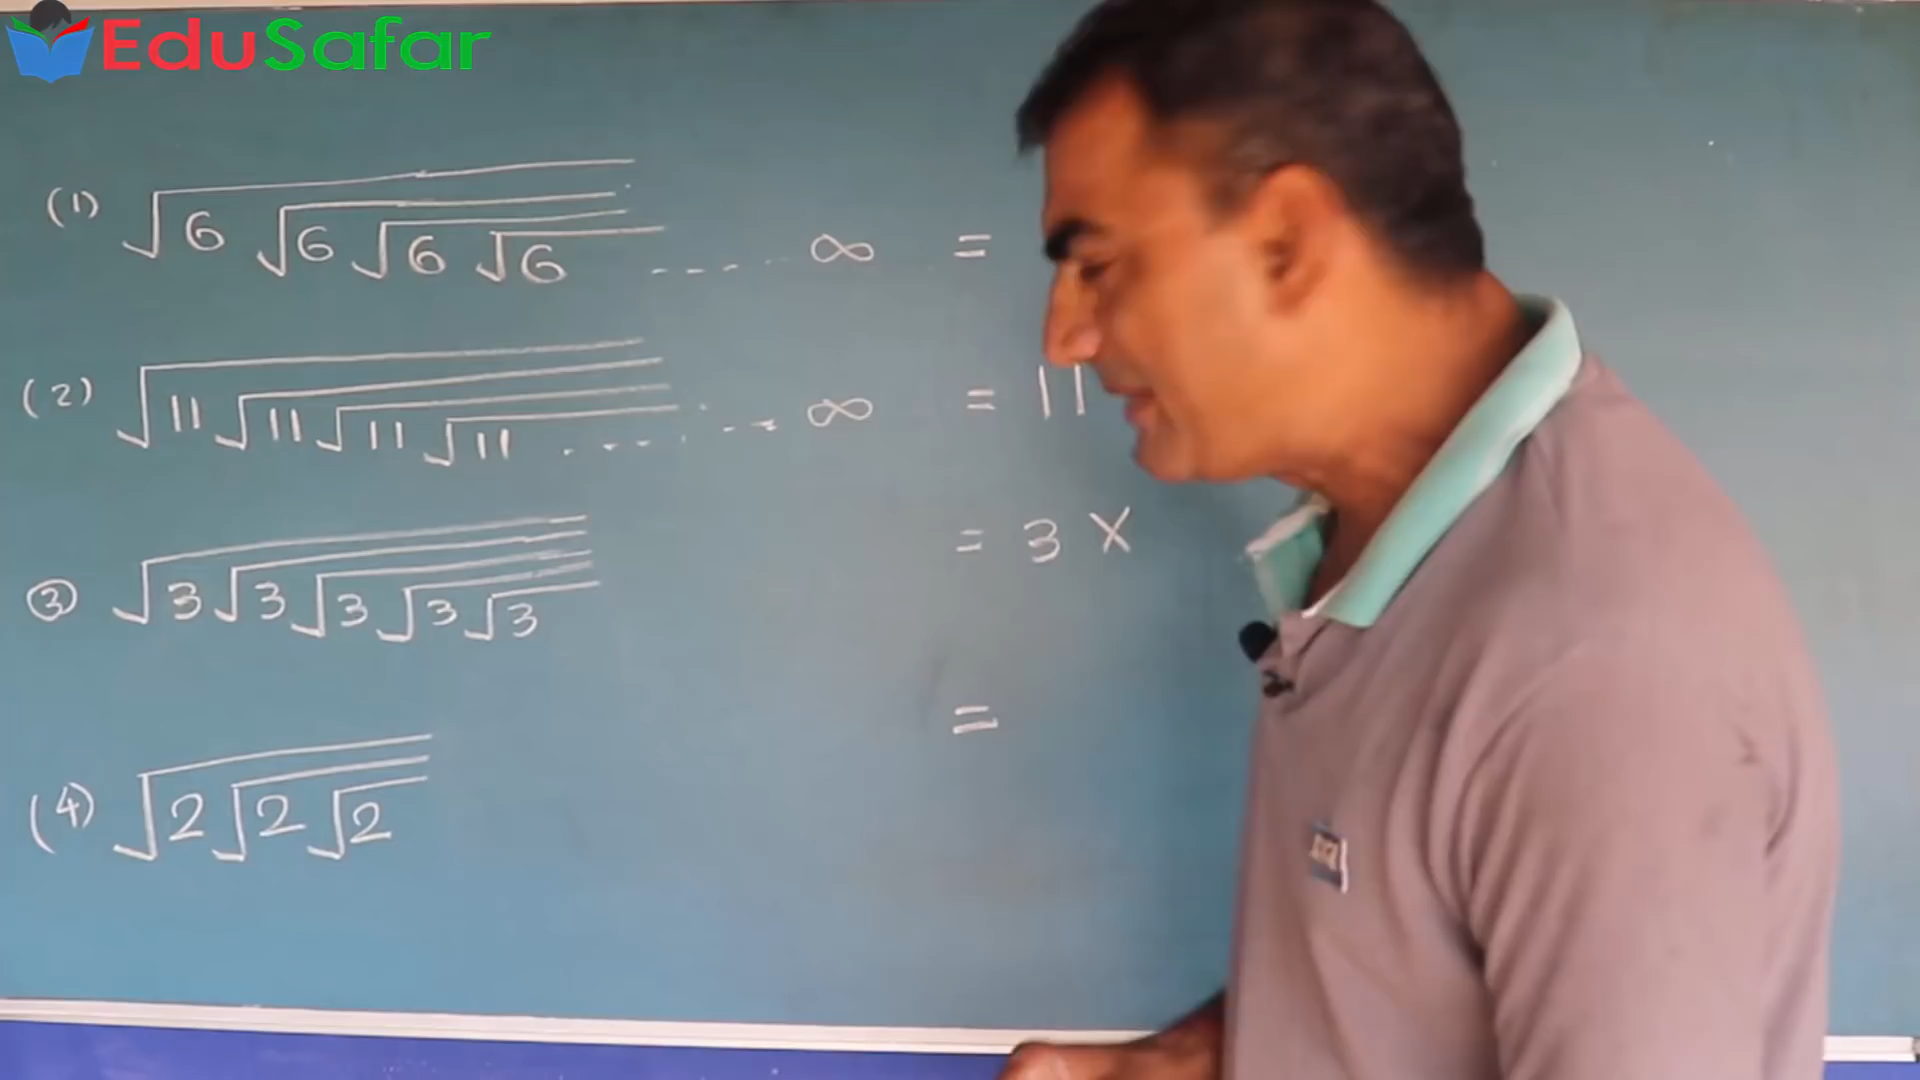 EduSafar
(1) √6√6√6√6 ..... ∞ =
(2) √11√11√11√11 ........ ∞ = 11
③ √3√3√3√3√3 = 3 X
=
(4) √2√2√2